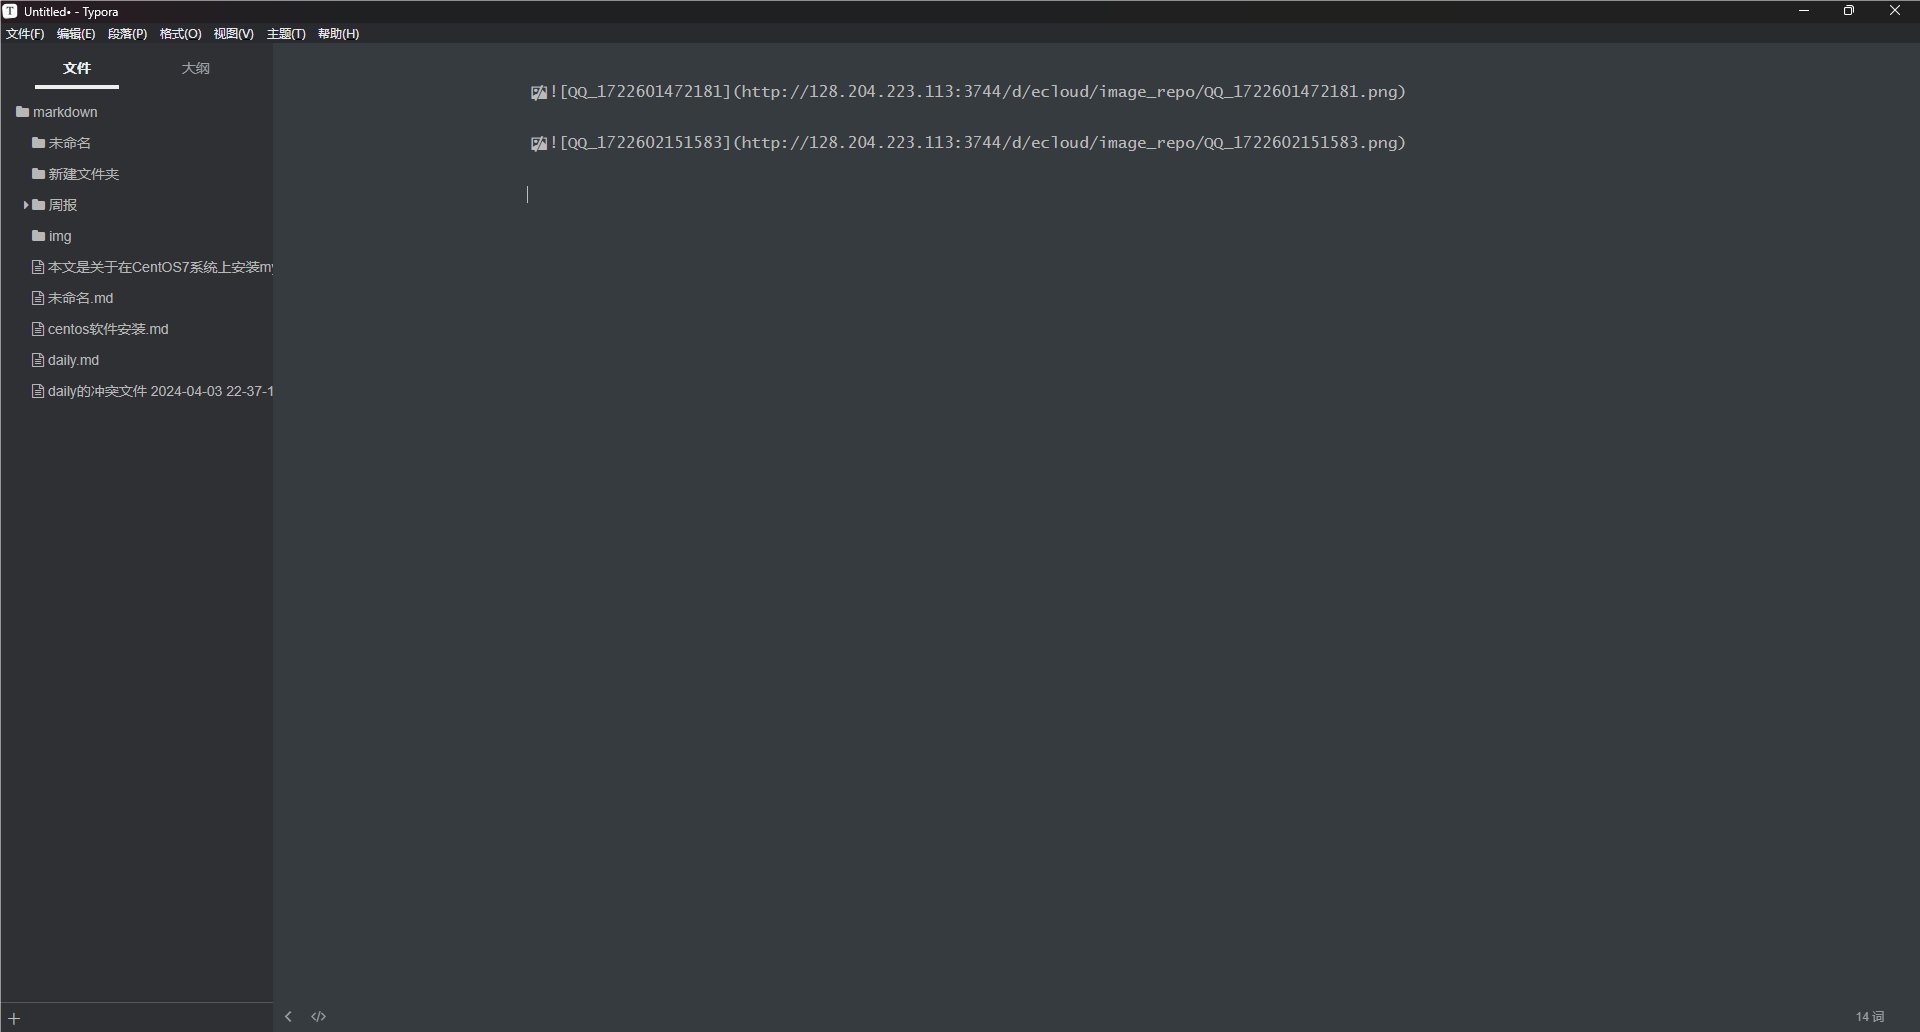 Untitled• - Typora
文件(F) 编辑(E) 段落(P) 格式(O) 视图(V) 主题(T) 帮助(H)
文件 大纲
markdown
未命名
新建文件夹
周报
img
本文是关于在CentOS7系统上安装my
未命名.md
centos软件安装.md
daily.md
daily的冲突文件 2024-04-03 22-37-1
![QQ_1722601472181](http://128.204.223.113:3744/d/ecloud/image_repo/QQ_1722601472181.png)
![QQ_1722602151583](http://128.204.223.113:3744/d/ecloud/image_repo/QQ_1722602151583.png)
14 词